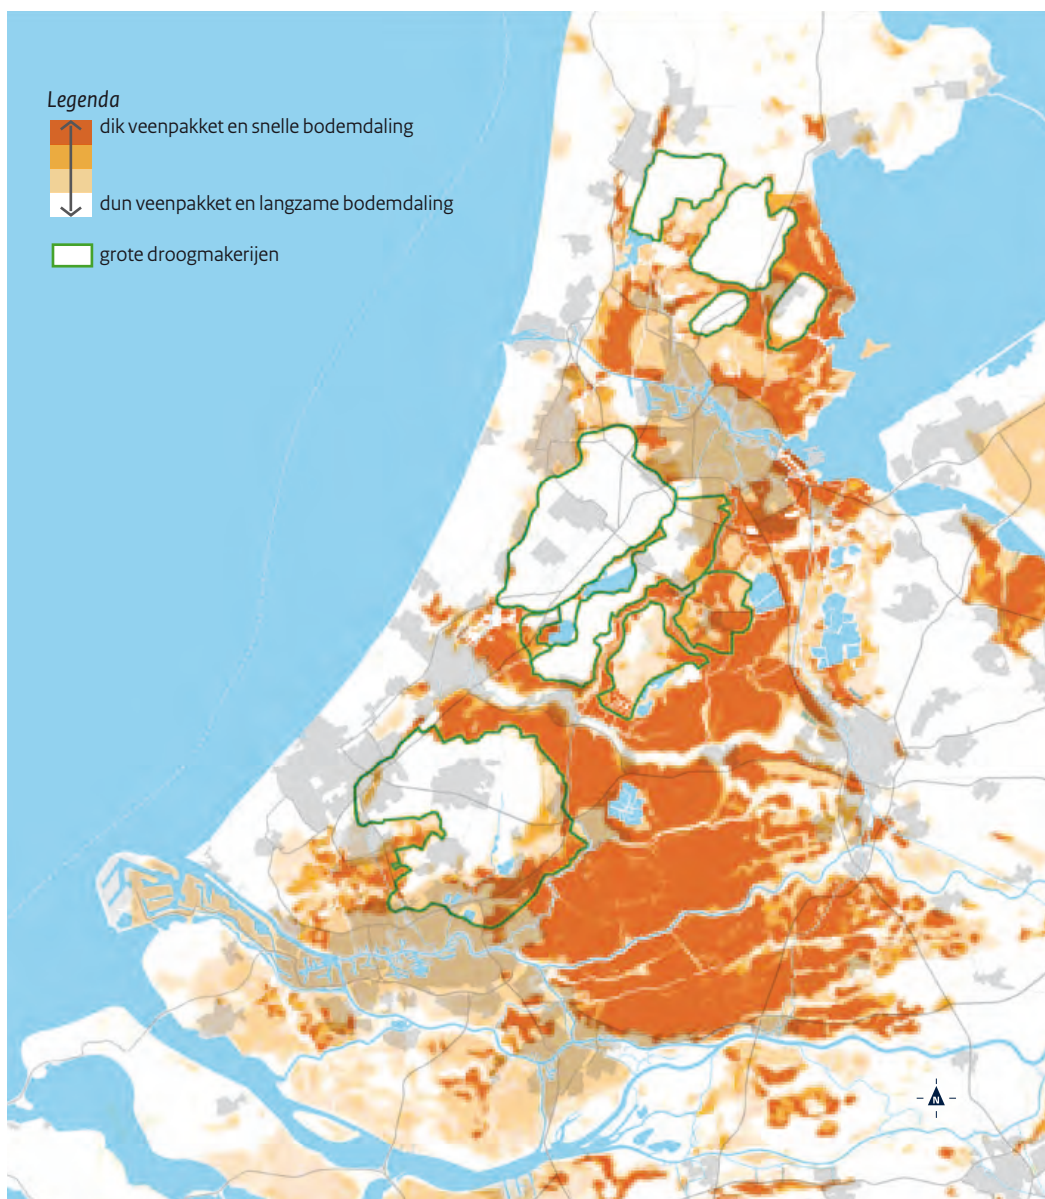 Legenda
dik veenpakket en snelle bodemdaling
dun veenpakket en langzame bodemdaling
grote droogmakerijen
N